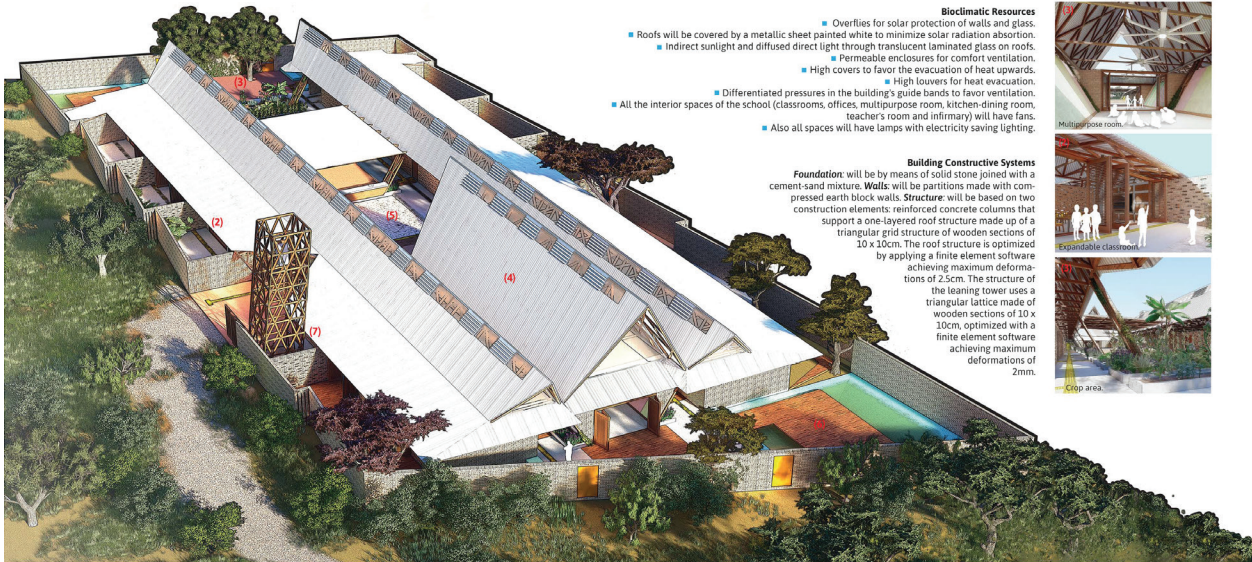 Bioclimatic Resources
■ Overflies for solar protection of walls and glass.
■ Roofs will be covered by a metallic sheet painted white to minimize solar radiation absortion.
■ Indirect sunlight and diffused direct light through translucent laminated glass on roofs.
■ Permeable enclosures for comfort ventilation.
■ High covers to favor the evacuation of heat upwards.
■ High louvers for heat evacuation.
■ Differentiated pressures in the building's guide bands to favor ventilation.
■ All the interior spaces of the school (classrooms, offices, multipurpose room, kitchen-dining room,
teacher's room and infirmary) will have fans.
■ Also all spaces will have lamps with electricity saving lighting.
Building Constructive Systems
Foundation: will be by means of solid stone joined with a
cement-sand mixture. Walls: will be partitions made with com-
pressed earth block walls. Structure: will be based on two
construction elements: reinforced concrete columns that
support a one-layered roof structure made up of a
triangular grid structure of wooden sections of
10 x 10cm. The roof structure is optimized
by applying a finite element software
achieving maximum deforma-
tions of 2.5cm. The structure of
the leaning tower uses a
triangular lattice made of
wooden sections of 10 x
10cm, optimized with a
finite element software
achieving maximum
deformations of
2mm.
(3)
Multipurpose room.
Expandable classroom.
Crop area.
(3)
(2)
(5)
(4)
(7)